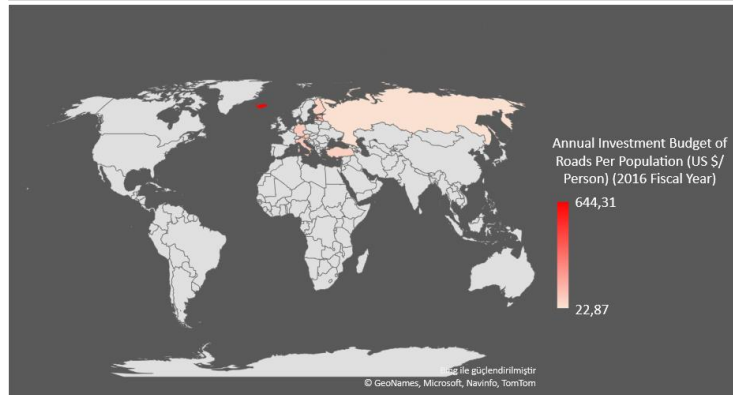 Annual Investment Budget of
Roads Per Population (US $/
Person) (2016 Fiscal Year)
644,31
22,87
Bing ile güçlendirilmiştir
© GeoNames, Microsoft, Navinfo, TomTom